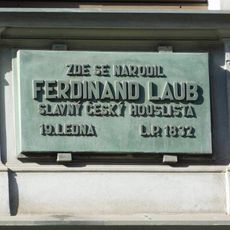 ZDE SE NARODIL
FERDINAND LAUB
SLAVNÝ ČESKÝ HOUSLISTA
19. LEDNA L.P. 1832